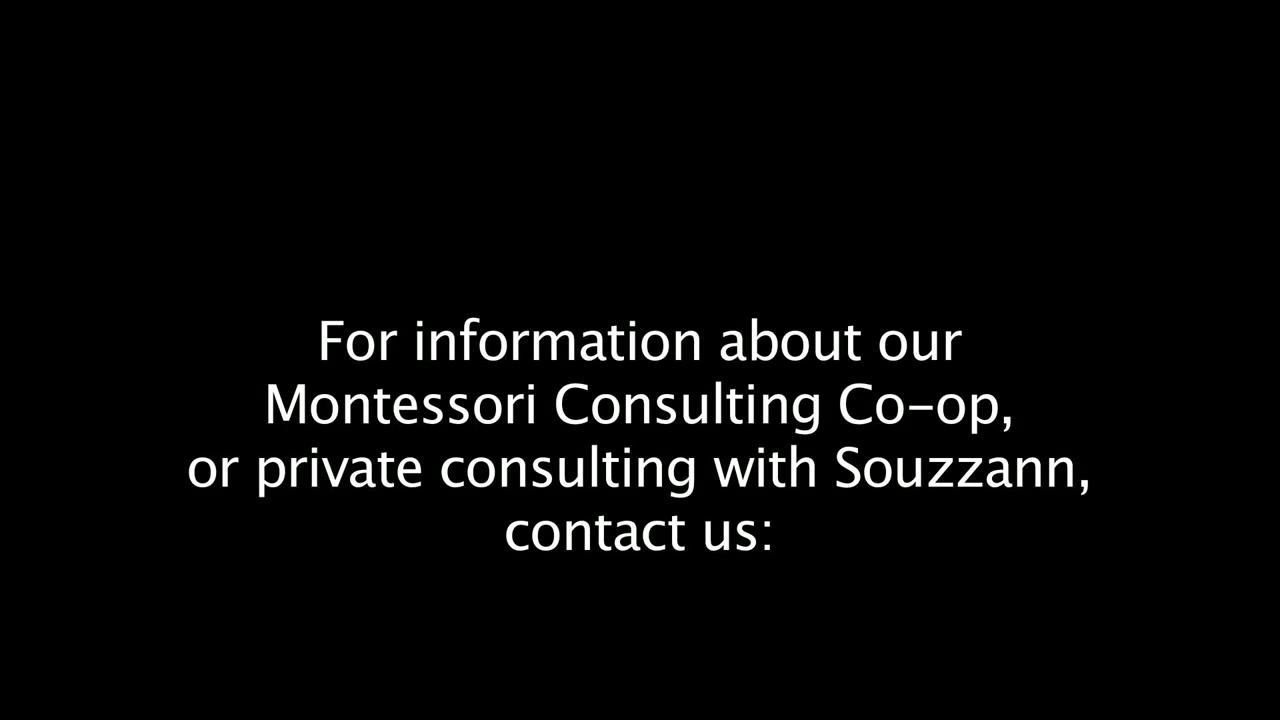 For information about our
Montessori Consulting Co-op,
or private consulting with Souzzann,
contact us: